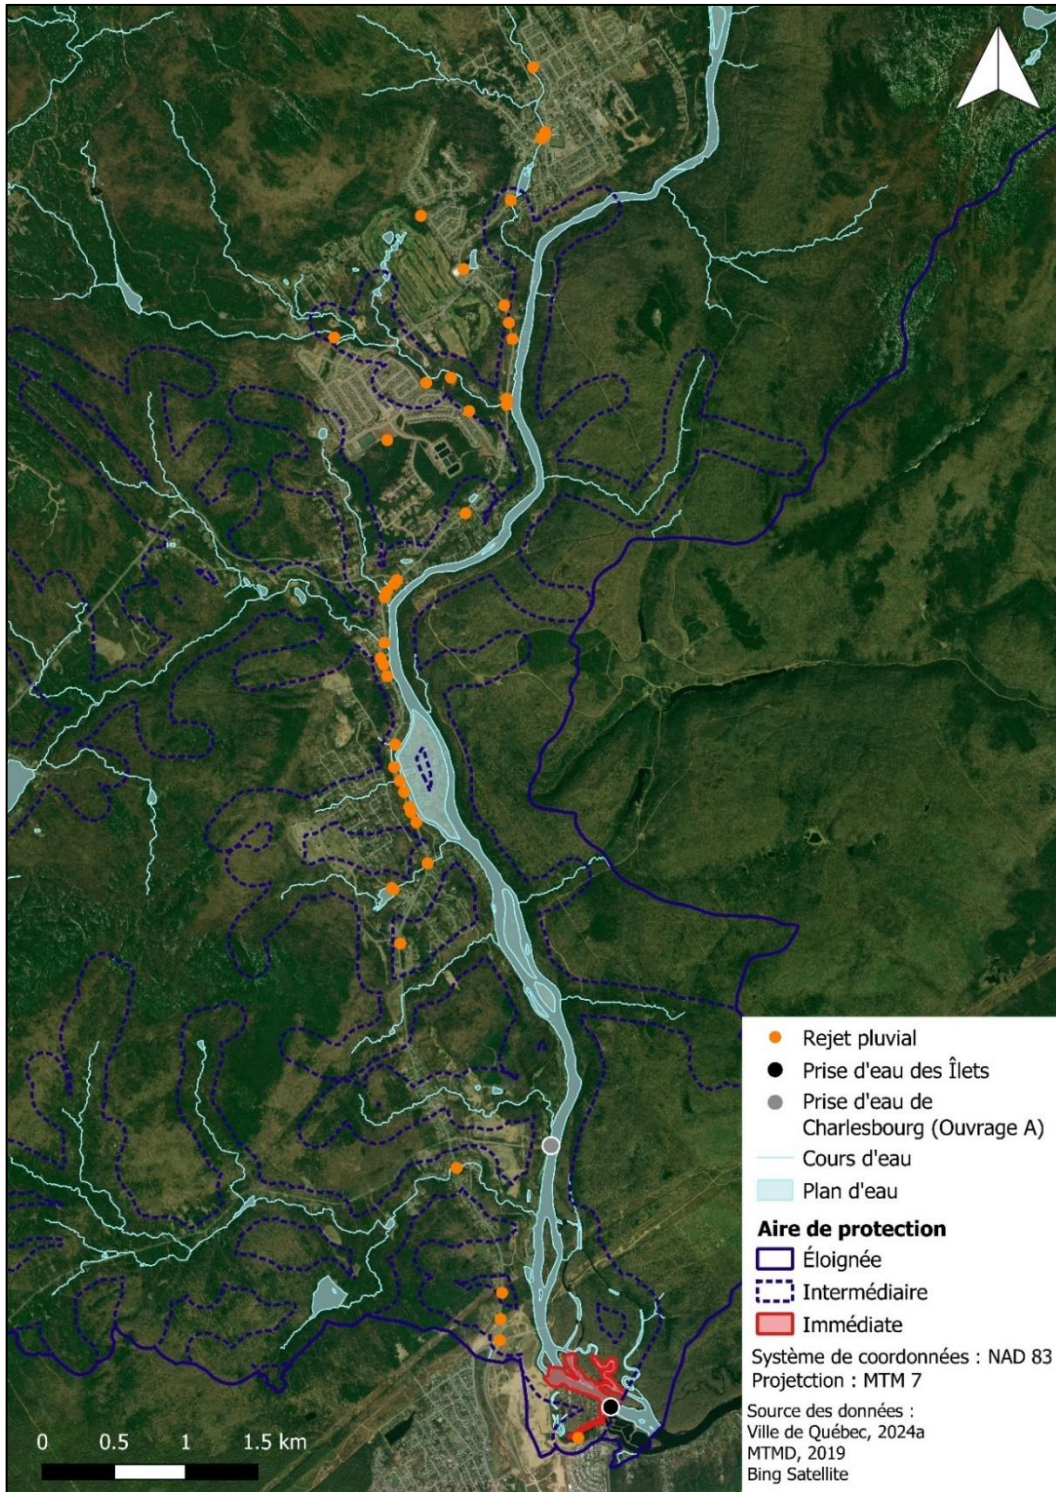 Rejet pluvial
Prise d'eau des Îlets
Prise d'eau de
Charlesbourg (Ouvrage A)
Cours d'eau
Plan d'eau
Aire de protection
Éloignée
Intermédiaire
Immédiate
Système de coordonnées : NAD 83
Projetction : MTM 7
Source des données :
Ville de Québec, 2024a
MTMD, 2019
Bing Satellite
0 0.5 1 1.5 km